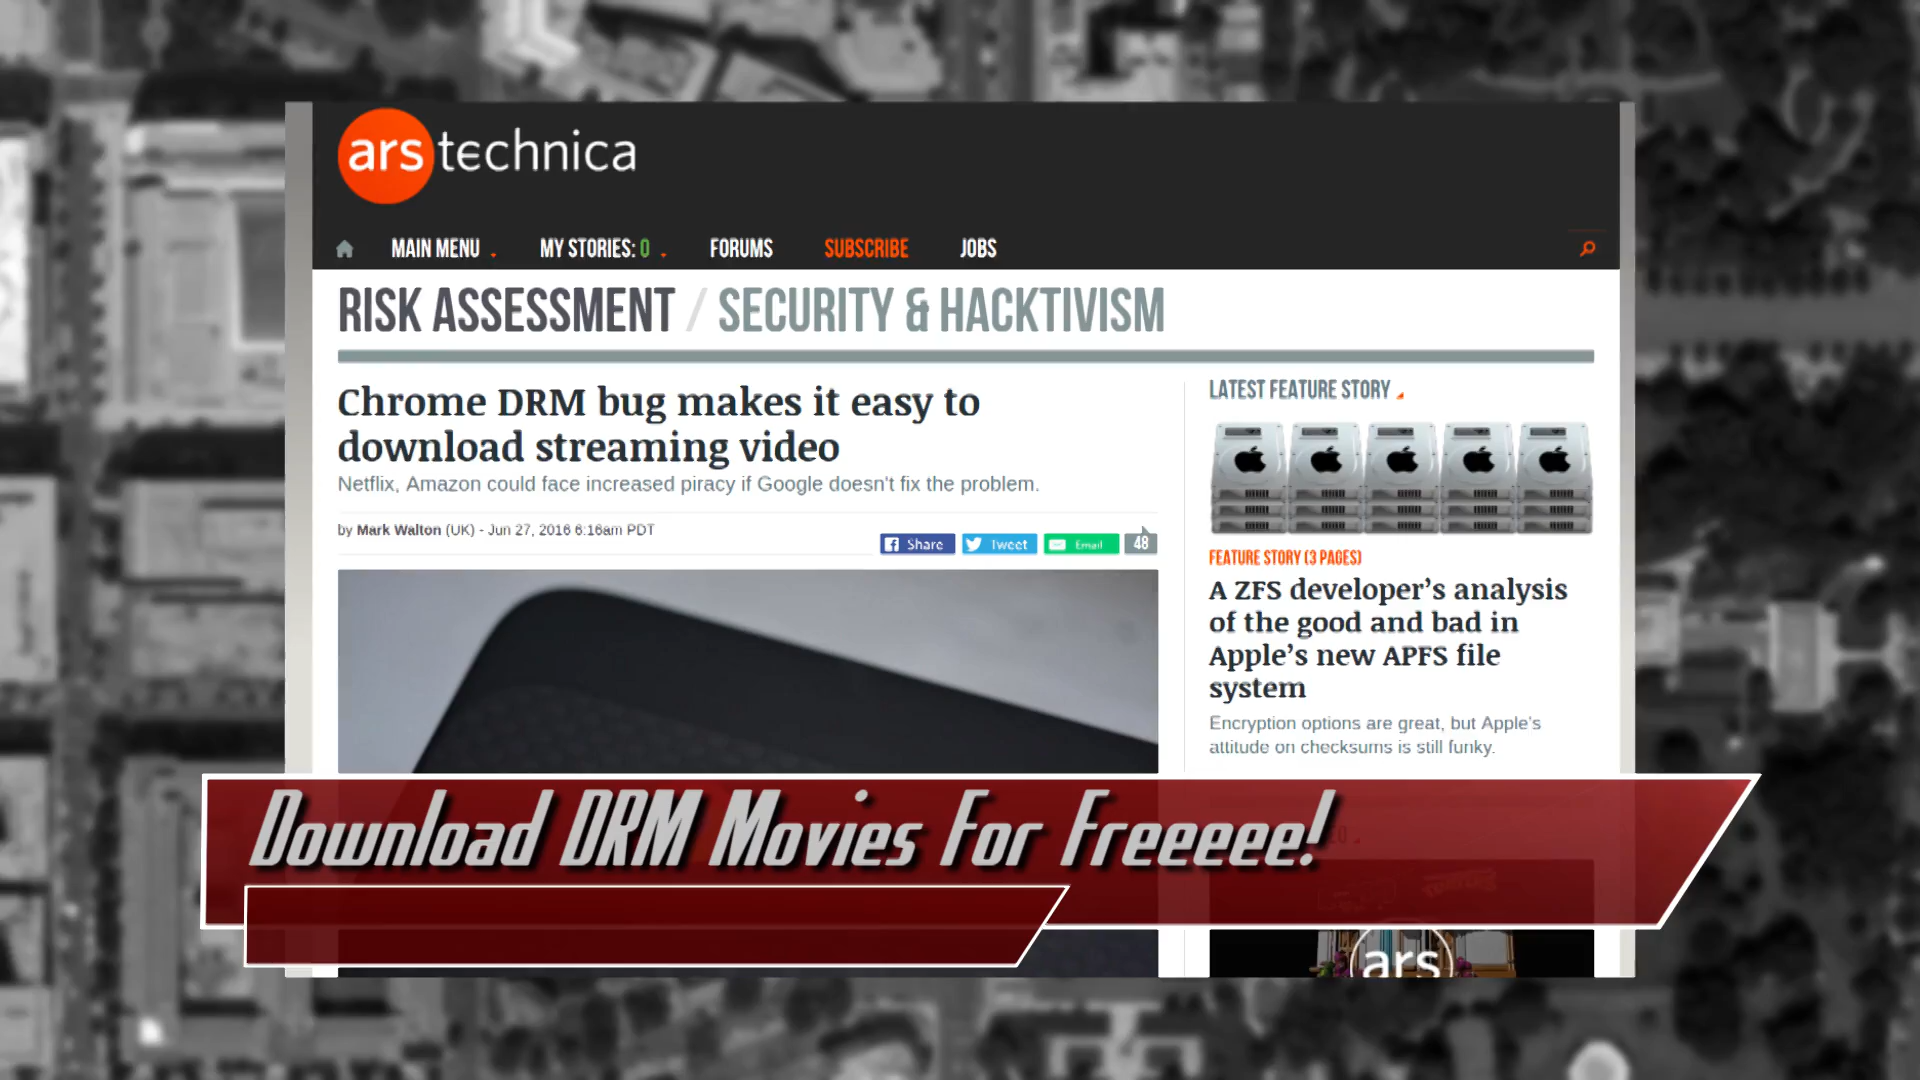 ars technica
MAIN MENU
MY STORIES: 0
FORUMS
SUBSCRIBE
JOBS
RISK ASSESSMENT / SECURITY & HACKTIVISM
Chrome DRM bug makes it easy to
download streaming video
Netflix, Amazon could face increased piracy if Google doesn't fix the problem.
by Mark Walton (UK) - Jun 27, 2016 6:16am PDT
Share
Tweet
Email
48
LATEST FEATURE STORY
FEATURE STORY (3 PAGES)
A ZFS developer's analysis
of the good and bad in
Apple's new APFS file
system
Encryption options are great, but Apple's
attitude on checksums is still funky.
Download DRM Movies For Freeeee!
ars